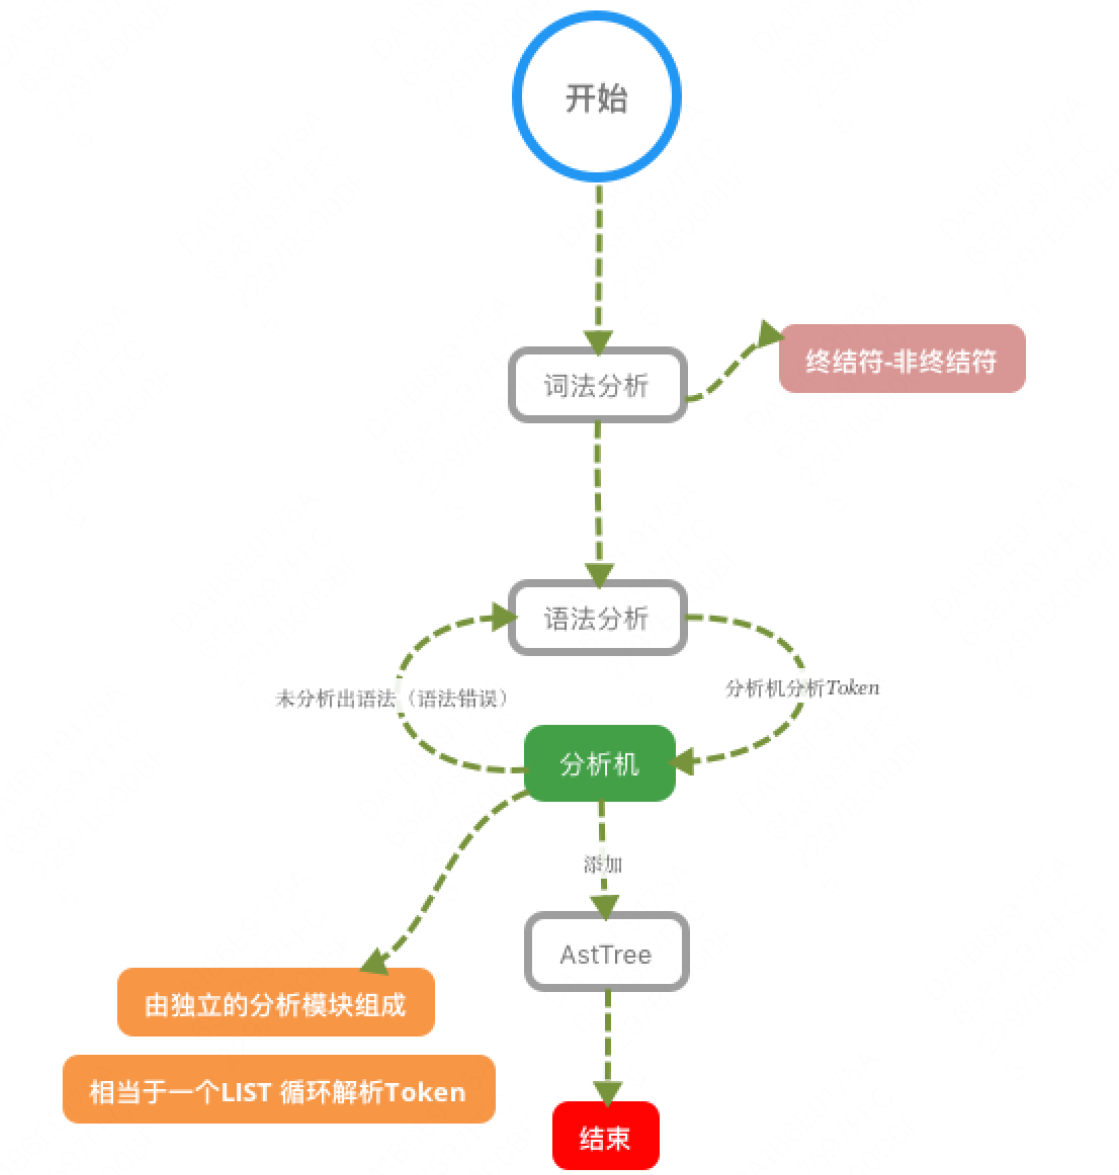 开始
词法分析
终结符-非终结符
语法分析
未分析出语法（语法错误）
分析机分析Token
分析机
添加
AstTree
由独立的分析模块组成
相当于一个LIST 循环解析Token
结束